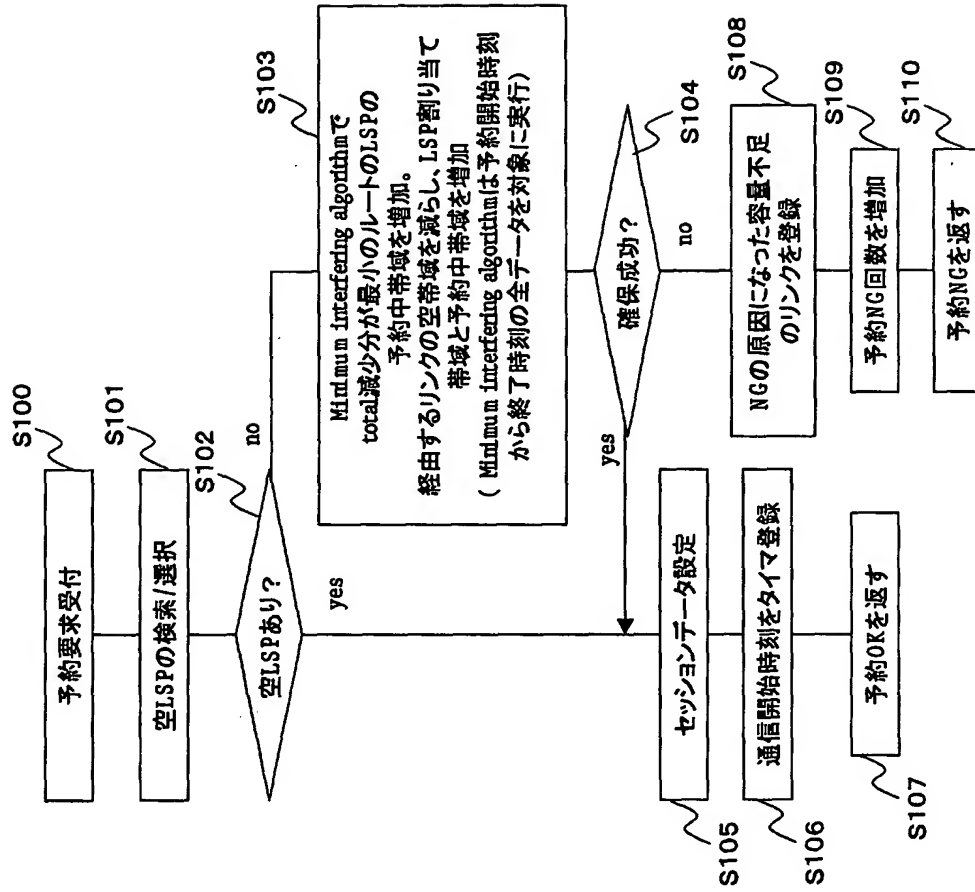 予約要求受付
S100
空LSPの検索/選択
S101
空LSPあり？
S102
no
yes
Minimum interfering algorithmで
total減少分が最小のルートのLSPの
予約中帯域を増加。
経由するリンクの空帯域を減らし、LSP割り当て
帯域と予約中帯域を増加
( Minimum interfering algorithmは予約開始時刻
から終了時刻の全データを対象に実行)
S103
確保成功？
S104
yes
no
セッションデータ設定
S105
通信開始時刻をタイマ登録
S106
予約OKを返す
S107
NGの原因になった容量不足
のリンクを登録
S108
予約NG回数を増加
S109
予約NGを返す
S110